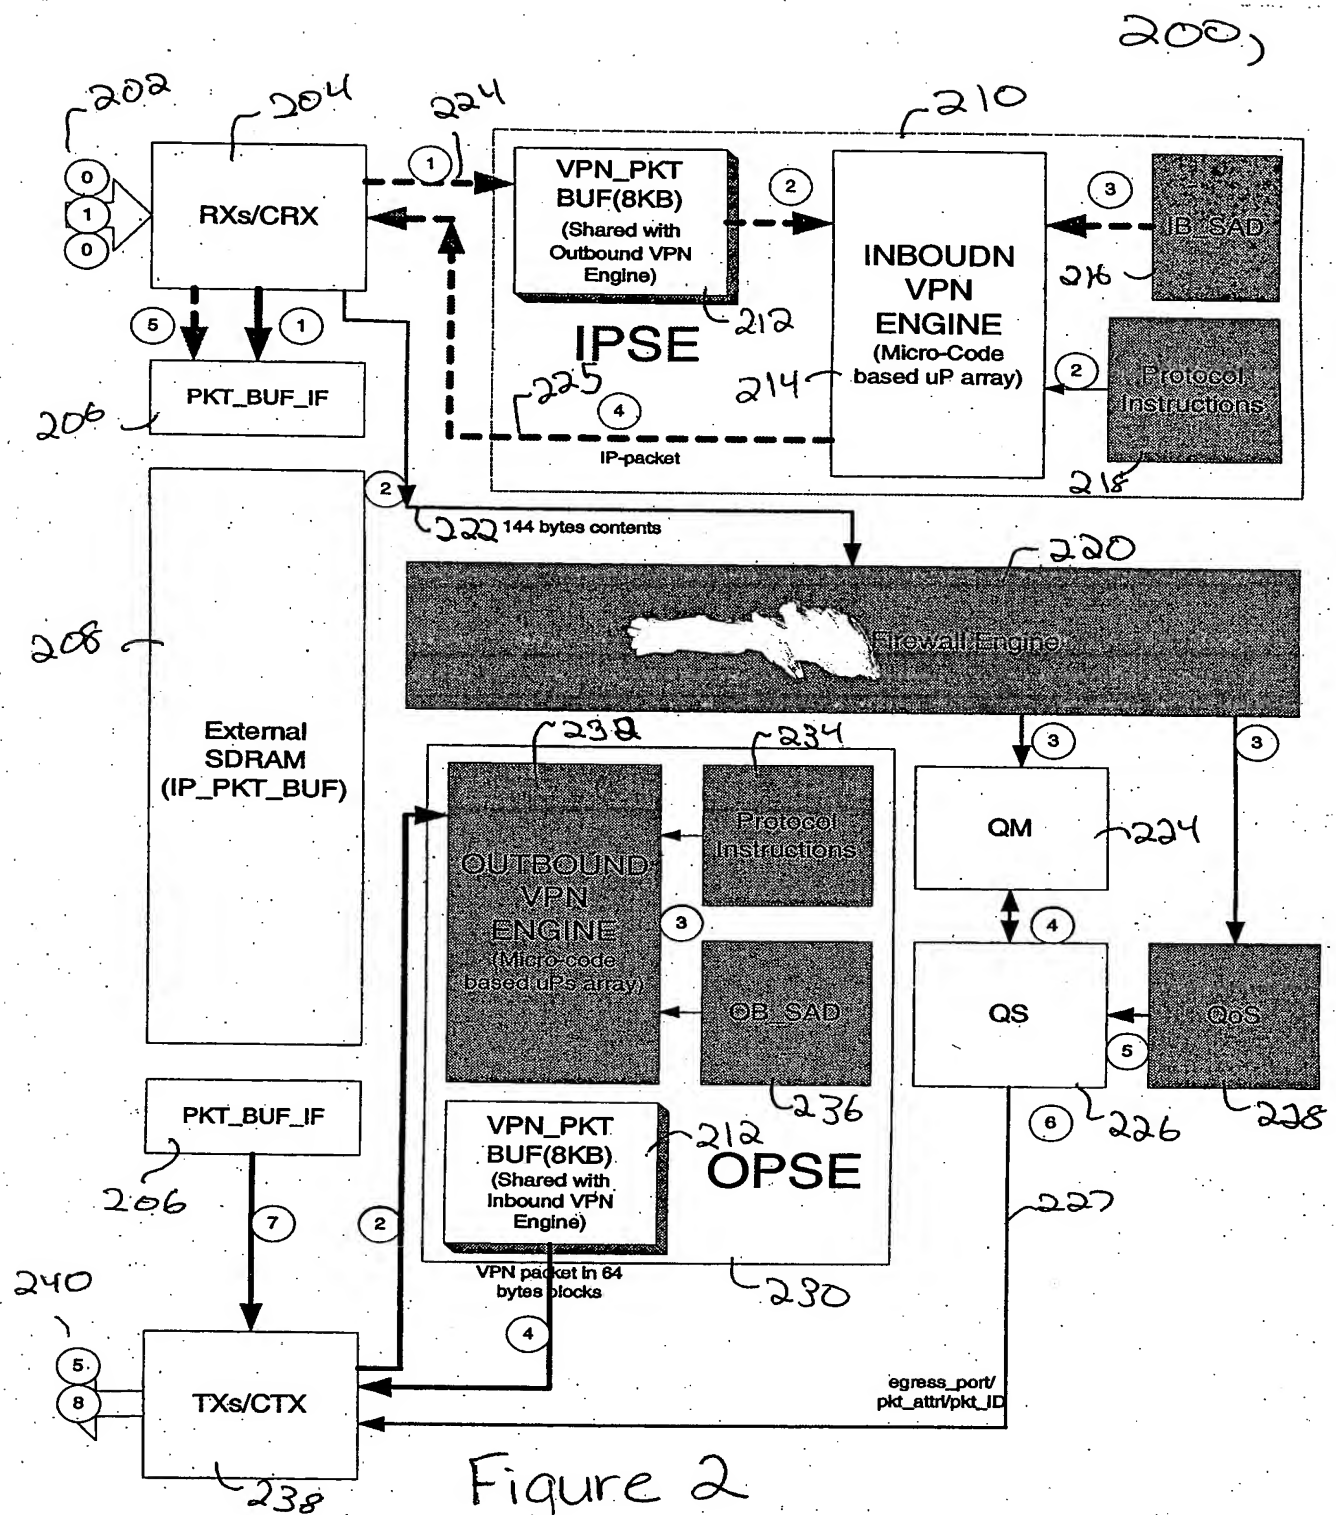 200
202
204
224
210
0
1
0
RXs/CRX
1
VPN_PKT
BUF(8KB)
(Shared with
Outbound VPN
Engine)
212
2
INBOUDN
VPN
ENGINE
(Micro-Code
based uP array)
214
3
IB_SAD
216
IPSE
225
4
IP-packet
2
Protocol
Instructions
218
5
1
PKT_BUF_IF
206
2
222
144 bytes contents
220
Firewall Engine
208
External
SDRAM
(IP_PKT_BUF)
232
234
3
3
OUTBOUND
VPN
ENGINE
(Micro-code
based uPs array)
Protocol
Instructions
3
OB_SAD
236
QM
224
4
QS
226
5
QoS
228
6
227
PKT_BUF_IF
206
7
2
VPN_PKT
BUF(8KB)
(Shared with
Inbound VPN
Engine)
212
OPSE
230
VPN packet in 64
bytes blocks
4
240
5
8
TXs/CTX
238
egress_port/
pkt_attri/pkt_ID
Figure 2